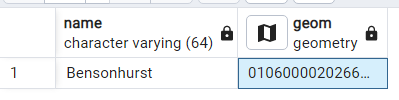 name
character varying (64)
geom
geometry
1
Bensonhurst
0106000020266...